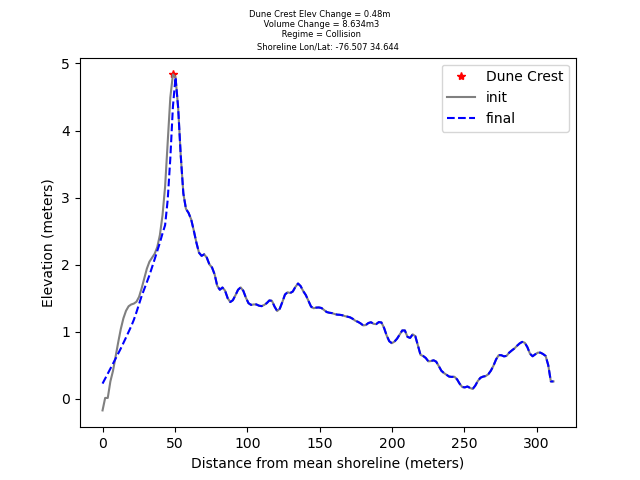 Dune Crest Elev Change = 0.48m
Volume Change = 8.634m3
Regime = Collision
Shoreline Lon/Lat: -76.507 34.644
Dune Crest
init
final
5
4
3
2
1
0
Elevation (meters)
0 50 100 150 200 250 300
Distance from mean shoreline (meters)